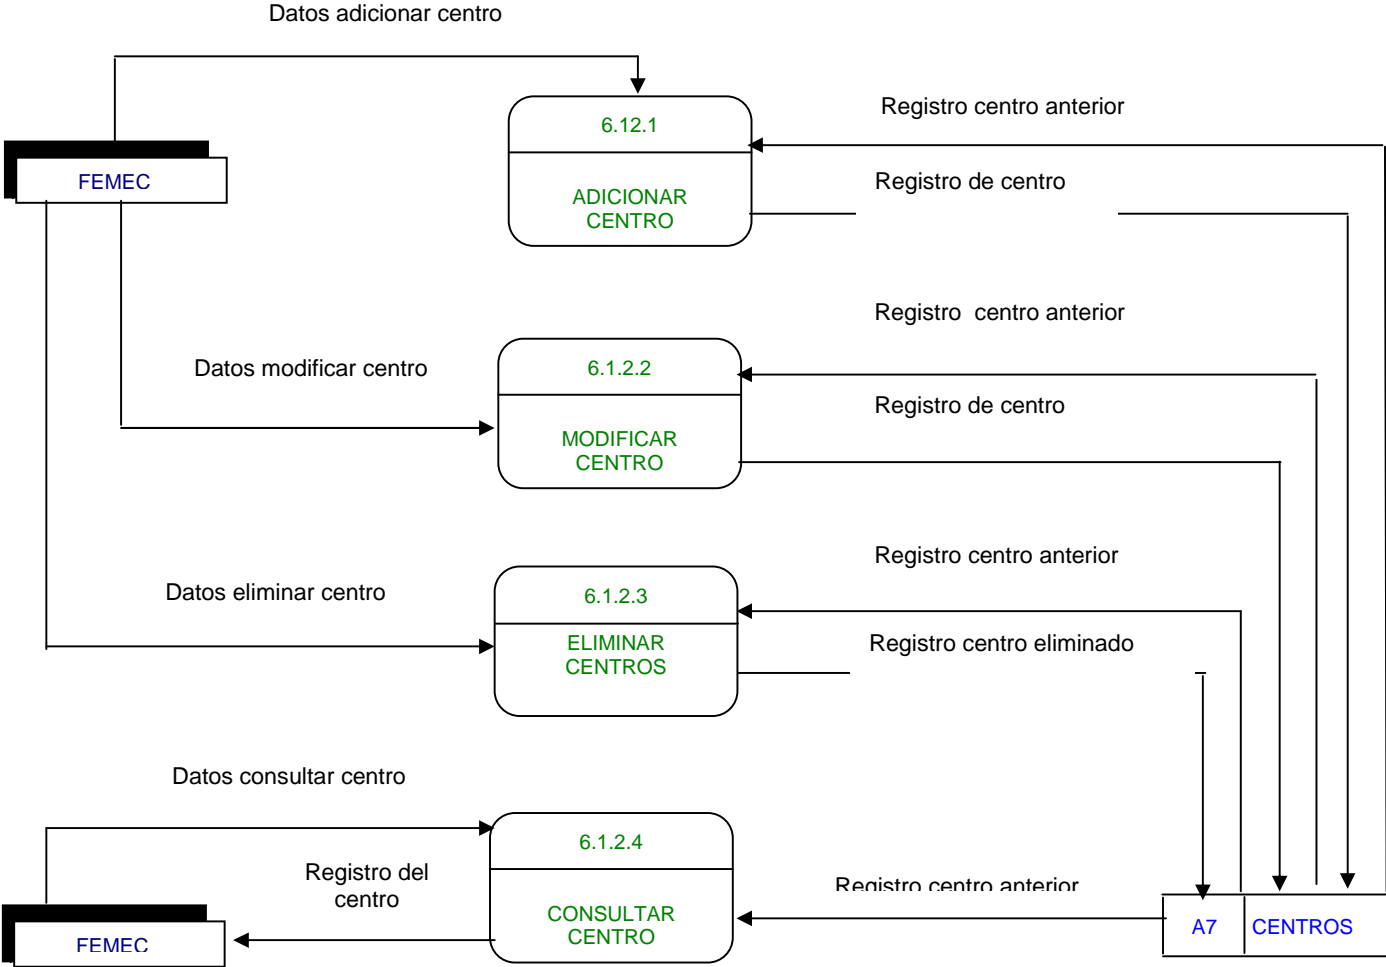 Datos adicionar centro
Registro centro anterior
6.12.1
FEMEC
Registro de centro
ADICIONAR
CENTRO
Registro  centro anterior
Datos modificar centro
6.1.2.2
Registro de centro
MODIFICAR
CENTRO
Registro centro anterior
Datos eliminar centro
6.1.2.3
ELIMINAR
CENTROS
Registro centro eliminado
Datos consultar centro
6.1.2.4
Registro del
centro
Registro centro anterior
CONSULTAR
CENTRO
A7
CENTROS
FEMEC